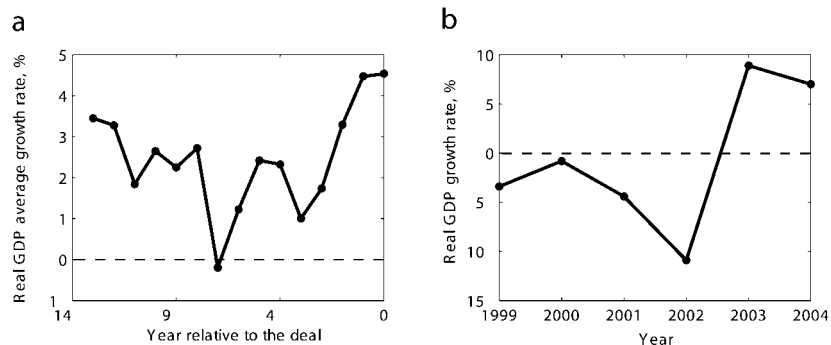 a
Real GDP average growth rate, %
5
4
3
2
1
0
1
14 9 4 0
Year relative to the deal
b
Real GDP growth rate, %
10
5
0
5
10
15
1999 2000 2001 2002 2003 2004
Year